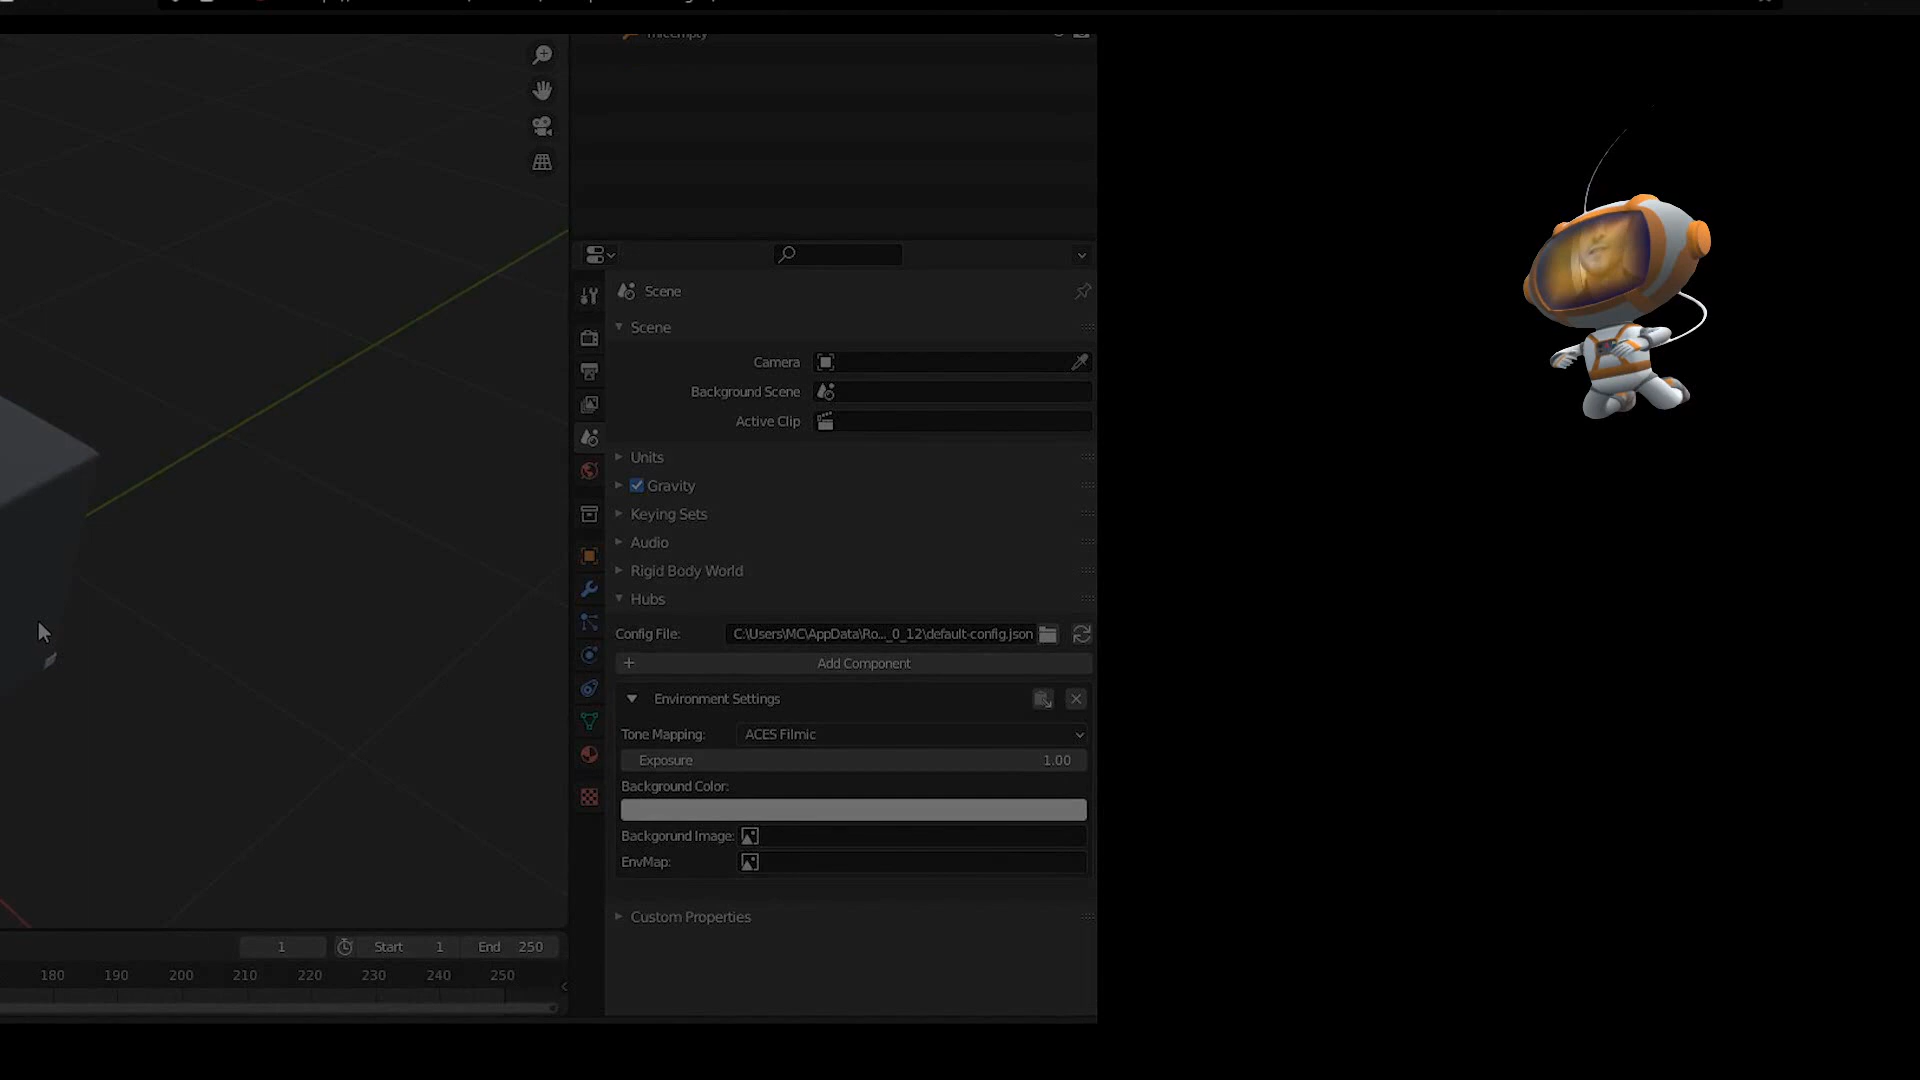 Scene
Scene
Camera
Background Scene
Active Clip
Units
Gravity
Keying Sets
Audio
Rigid Body World
Hubs
Config File: C:\Users\MC\AppData\Ro..._0_12\default-config.json
+ Add Component
Environment Settings
Tone Mapping: ACES Filmic
Exposure 1.00
Background Color:
Backgorund Image:
EnvMap:
Custom Properties
1 Start 1 End 250
180 190 200 210 220 230 240 250